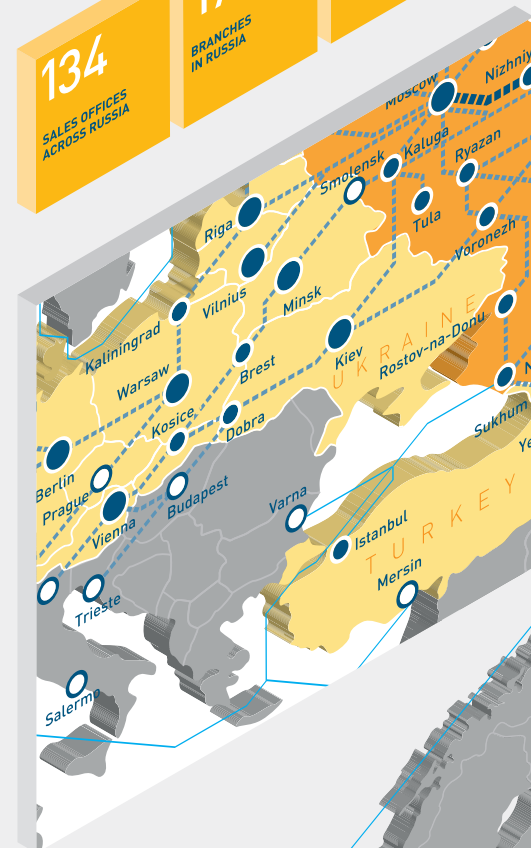 134
SALES OFFICES
ACROSS RUSSIA
BRANCHES
IN RUSSIA
Moscow
Nizhniy
Kaluga
Smolensk
Ryazan
Tula
Riga
Voronezh
Vilnius
Minsk
Kaliningrad
UKRAINE
Rostov-na-Donu
Kiev
Brest
Warsaw
Kosice
Dobra
Sukhum
Berlin
Prague
Budapest
Vienna
Varna
Istanbul
TURKEY
Mersin
Trieste
Salermo